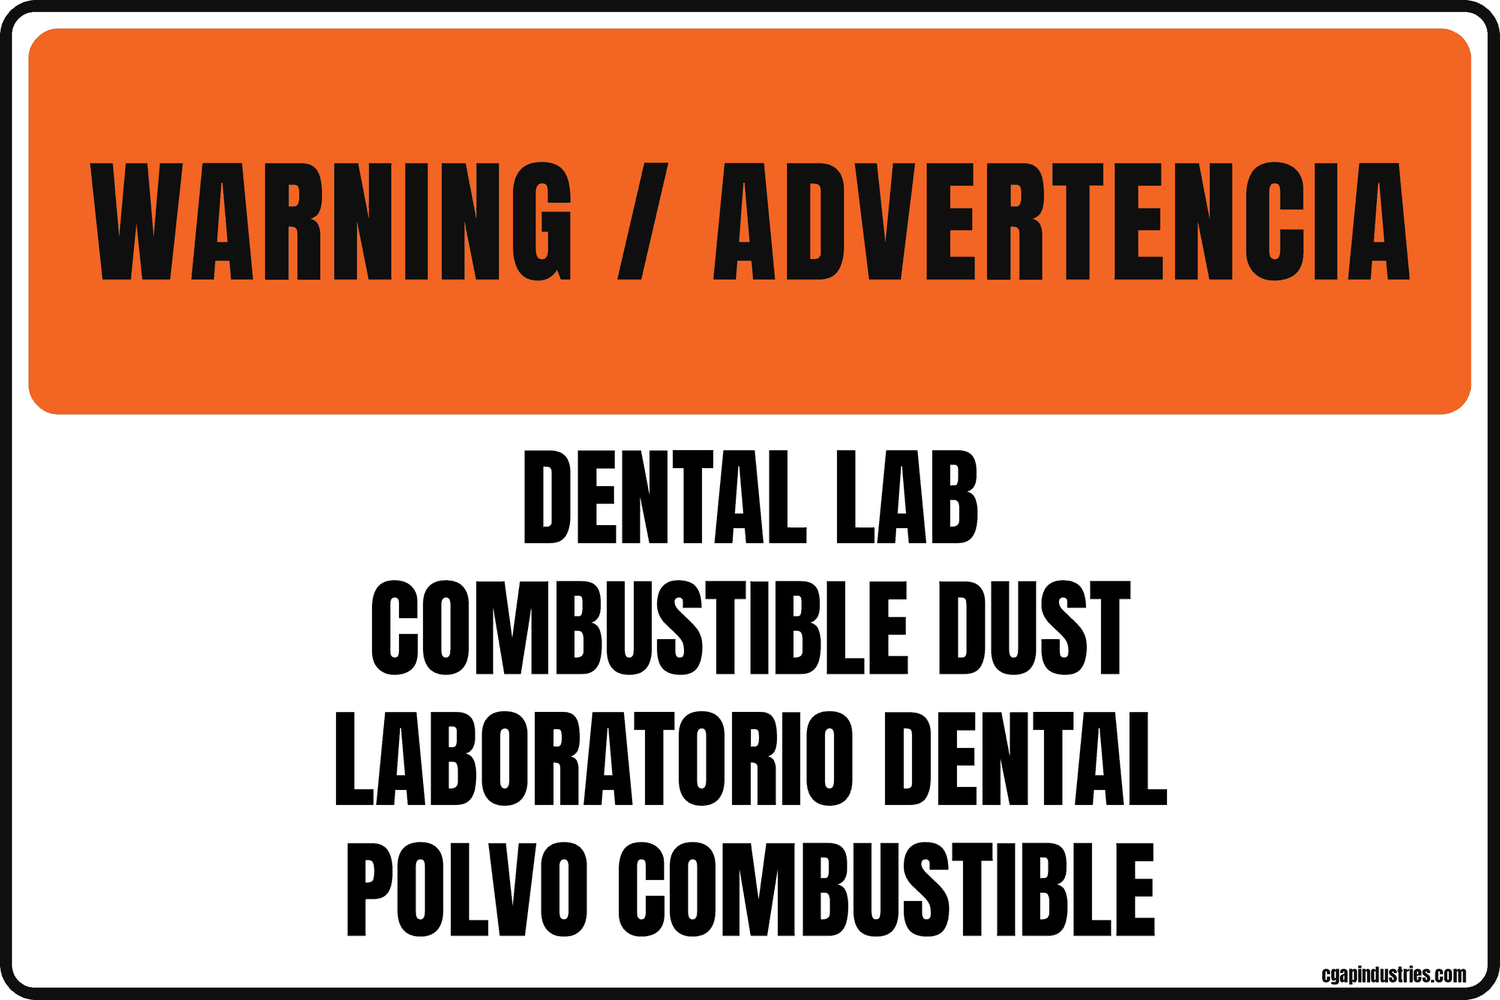 WARNING / ADVERTENCIA
DENTAL LAB
COMBUSTIBLE DUST
LABORATORIO DENTAL
POLVO COMBUSTIBLE
cgapindustries.com